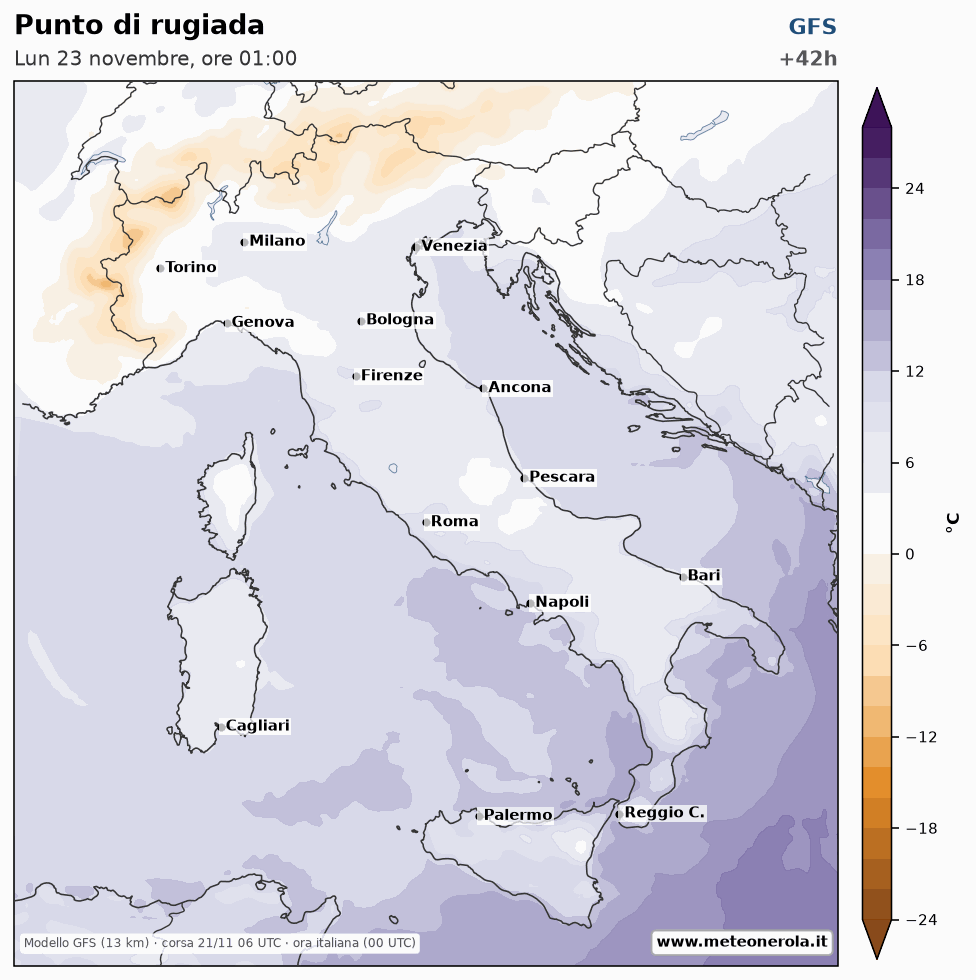 Punto di rugiada
GFS
Lun 23 novembre, ore 01:00
+42h
24
18
12
6
0
−6
−12
−18
−24
°C
Milano
Venezia
Torino
Genova
Bologna
Firenze
Ancona
Pescara
Roma
Bari
Napoli
Cagliari
Palermo
Reggio C.
Modello GFS (13 km) · corsa 21/11 06 UTC · ora italiana (00 UTC)
www.meteonerola.it